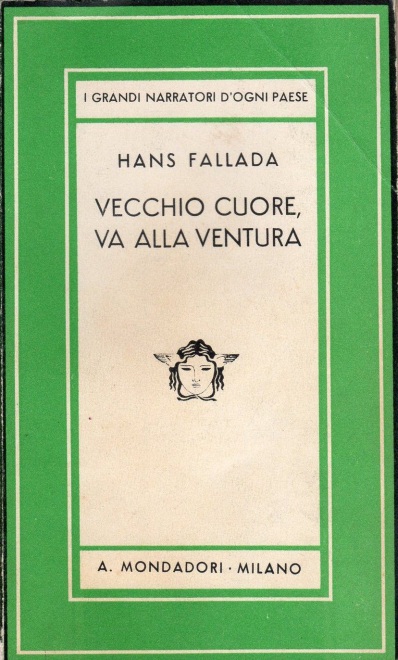 I GRANDI NARRATORI D'OGNI PAESE
HANS FALLADA
VECCHIO CUORE,
VA ALLA VENTURA
A. MONDADORI · MILANO